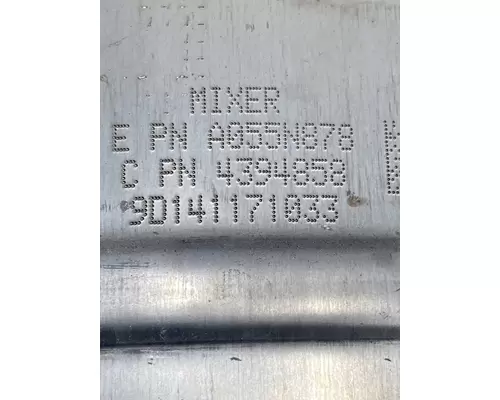 MIXER
E PN A055N878
C PN 4394858
9D141171033